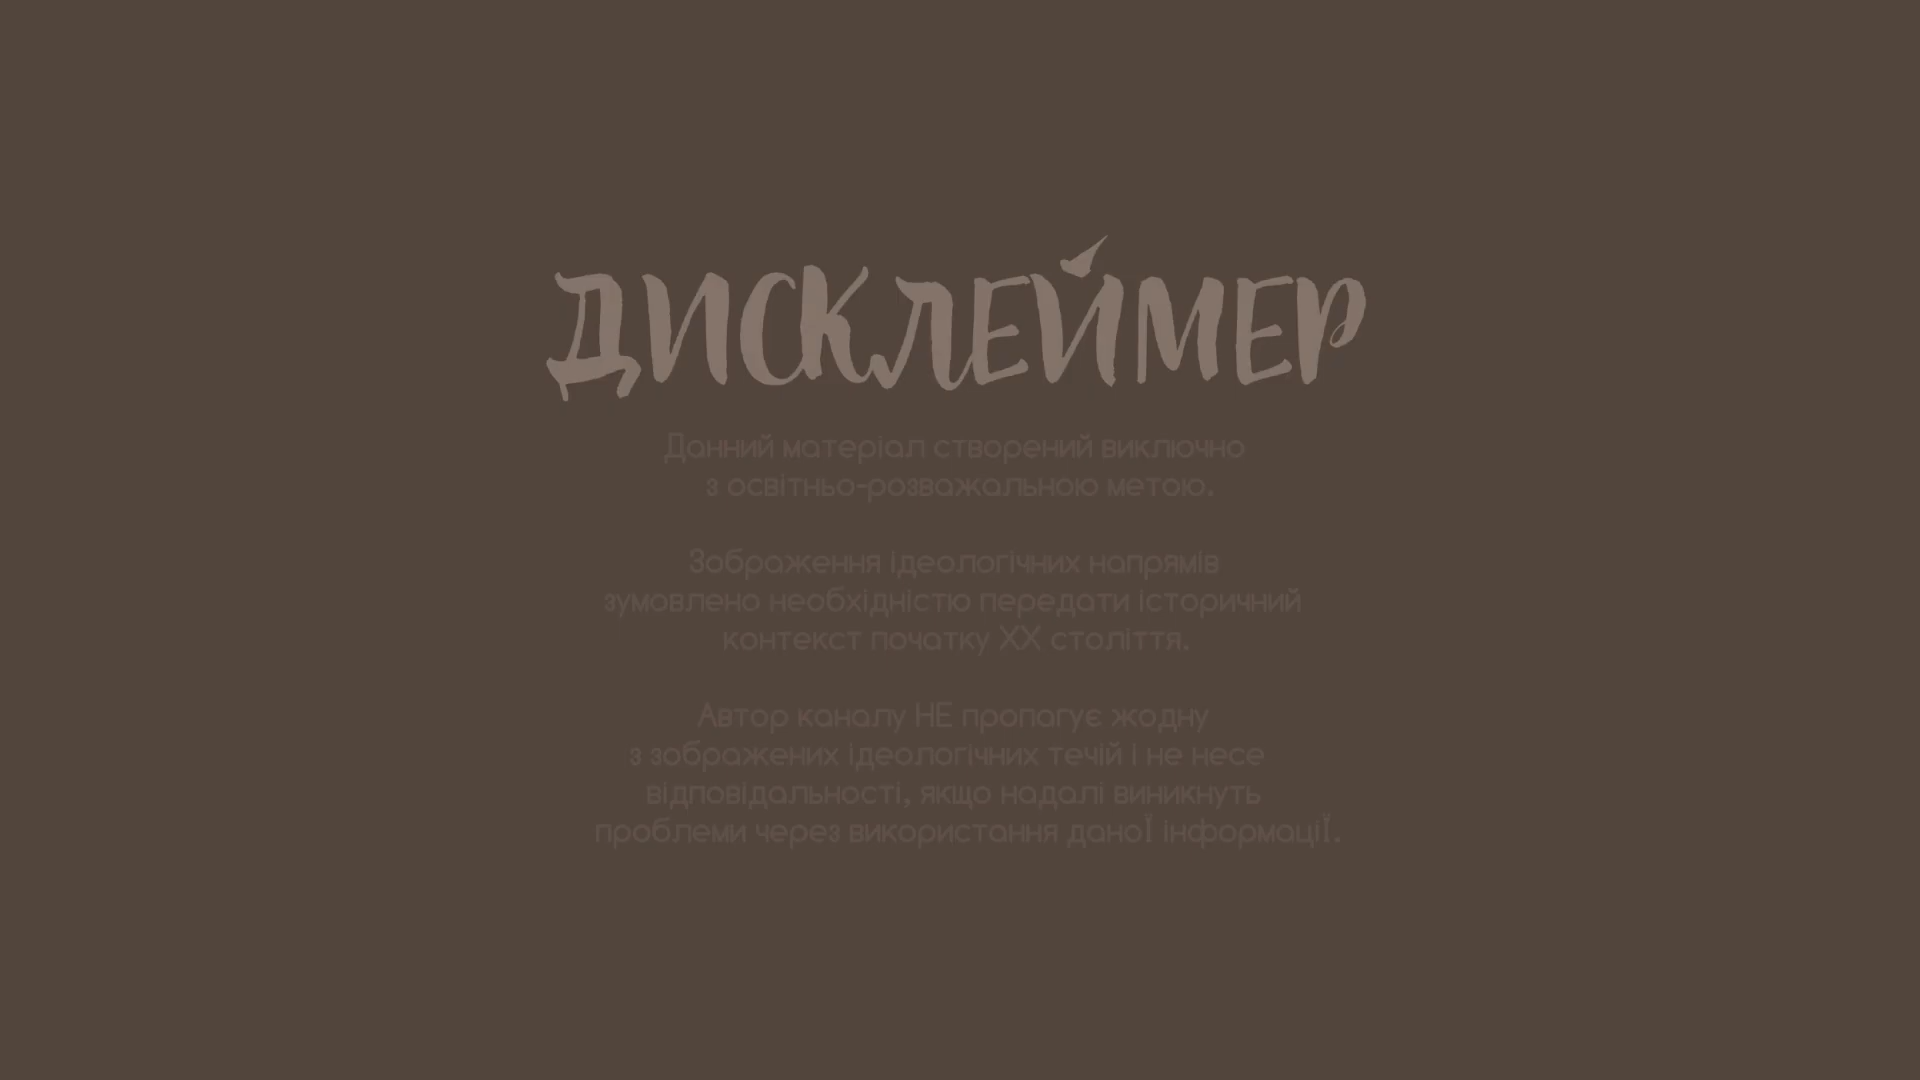 ДИСКЛЕЙМЕР
Данний матеріал створений виключно
з освітньо-розважальною метою.
Зображення ідеологічних напрямів
зумовлено необхідністю передати історичний
контекст початку ХХ століття.
Автор каналу НЕ пропагує жодну
з зображених ідеологічних течій і не несе
відповідальності, якщо надалі виникнуть
проблеми через використання даної інформації.